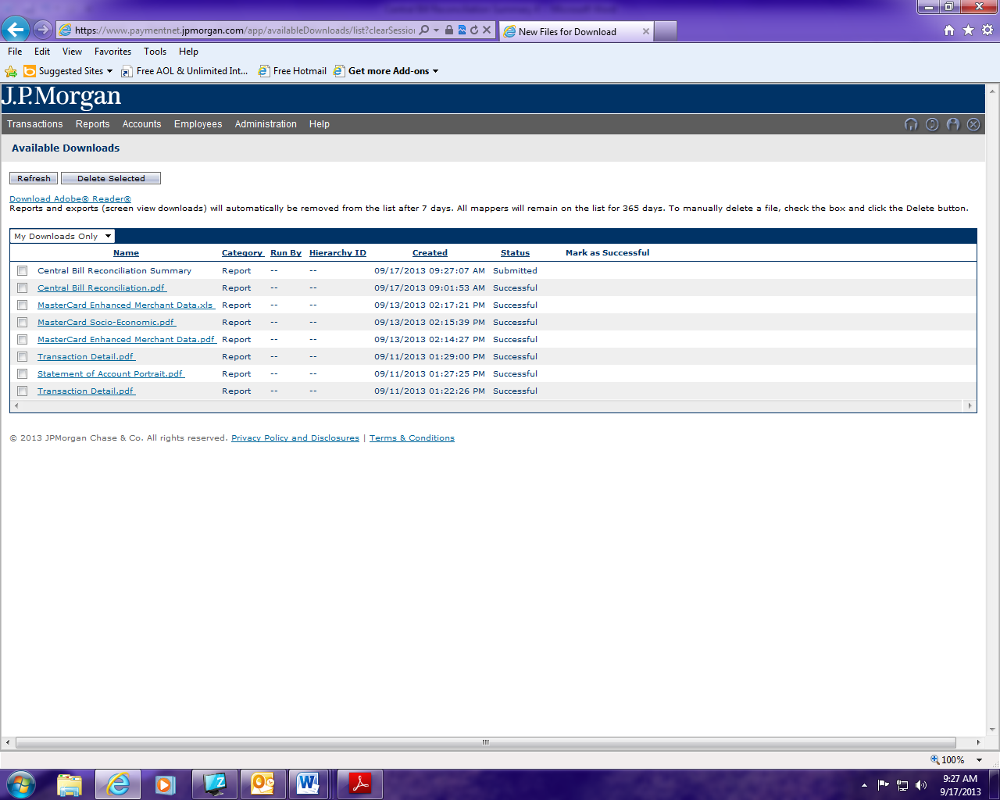 https://www.paymentnet.jpmorgan.com/app/availableDownloads/list?clearSession
New Files for Download
File Edit View Favorites Tools Help
Suggested Sites Free AOL & Unlimited Int... Free Hotmail Get more Add-ons
J.P.Morgan
Transactions Reports Accounts Employees Administration Help
Available Downloads
Refresh Delete Selected
Download Adobe® Reader®
Reports and exports (screen view downloads) will automatically be removed from the list after 7 days. All mappers will remain on the list for 365 days. To manually delete a file, check the box and click the Delete button.
My Downloads Only
Name Category Run By Hierarchy ID Created Status Mark as Successful
Central Bill Reconciliation Summary Report -- -- 09/17/2013 09:27:07 AM Submitted
Central Bill Reconciliation.pdf Report -- -- 09/17/2013 09:01:53 AM Successful
MasterCard Enhanced Merchant Data.xls Report -- -- 09/13/2013 02:17:21 PM Successful
MasterCard Socio-Economic.pdf Report -- -- 09/13/2013 02:15:39 PM Successful
MasterCard Enhanced Merchant Data.pdf Report -- -- 09/13/2013 02:14:27 PM Successful
Transaction Detail.pdf Report -- -- 09/11/2013 01:29:00 PM Successful
Statement of Account Portrait.pdf Report -- -- 09/11/2013 01:27:25 PM Successful
Transaction Detail.pdf Report -- -- 09/11/2013 01:22:26 PM Successful
© 2013 JPMorgan Chase & Co. All rights reserved. Privacy Policy and Disclosures | Terms & Conditions
100%
9:27 AM
9/17/2013